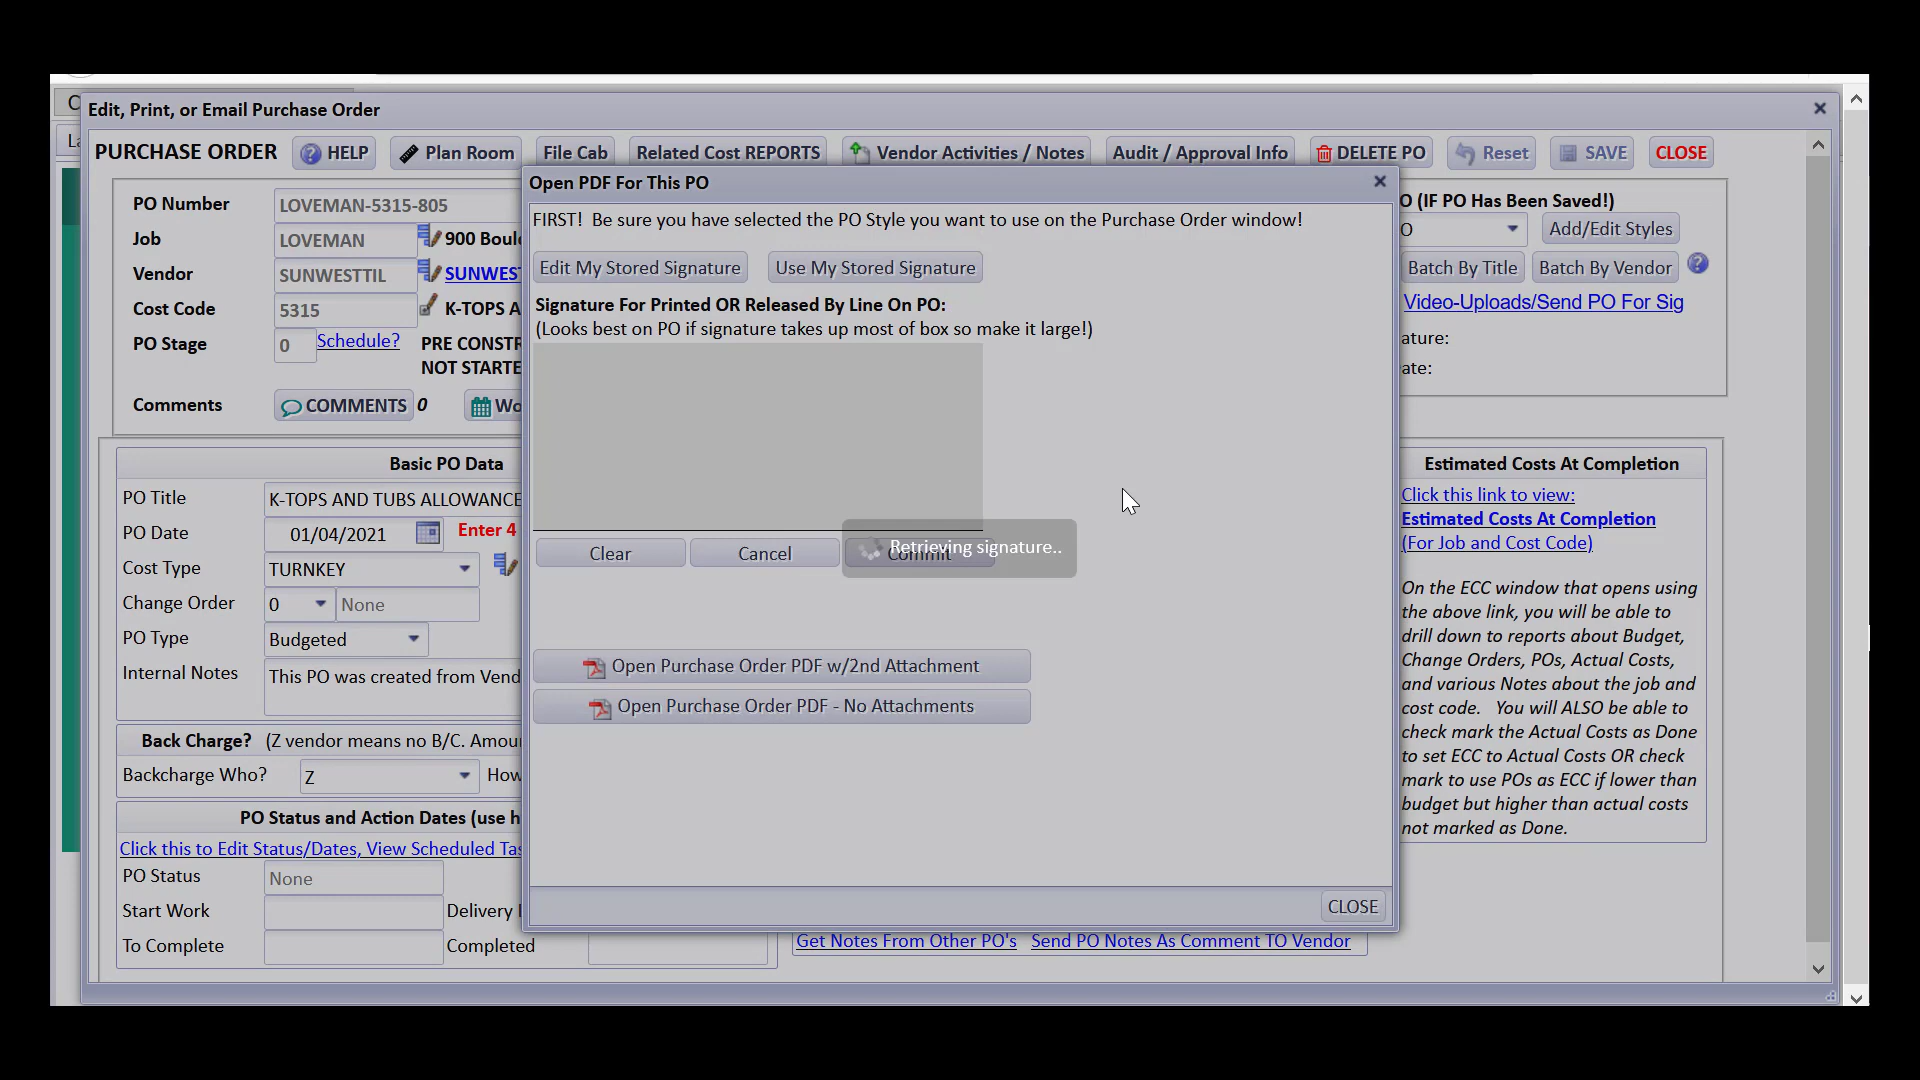 Edit, Print, or Email Purchase Order
PURCHASE ORDER
HELP
Plan Room
File Cab
Related Cost REPORTS
Vendor Activities / Notes
Audit / Approval Info
DELETE PO
Reset
SAVE
CLOSE
PO Number
LOVEMAN-5315-805
Job
LOVEMAN
900 Boul
Vendor
SUNWESTTIL
SUNWEST
Cost Code
5315
K-TOPS A
PO Stage
0
Schedule?
PRE CONSTR
NOT STARTE
Comments
COMMENTS
0
Wo
Open PDF For This PO
FIRST!  Be sure you have selected the PO Style you want to use on the Purchase Order window!
Edit My Stored Signature
Use My Stored Signature
Signature For Printed OR Released By Line On PO:
(Looks best on PO if signature takes up most of box so make it large!)
Clear
Cancel
Commit
Retrieving signature..
Open Purchase Order PDF w/2nd Attachment
Open Purchase Order PDF - No Attachments
CLOSE
O (IF PO Has Been Saved!)
O
Add/Edit Styles
Batch By Title
Batch By Vendor
Video-Uploads/Send PO For Sig
ature:
ate:
Basic PO Data
PO Title
K-TOPS AND TUBS ALLOWANCE
PO Date
01/04/2021
Enter 4
Cost Type
TURNKEY
Change Order
0
None
PO Type
Budgeted
Internal Notes
This PO was created from Vend
Back Charge?  (Z vendor means no B/C. Amou
Backcharge Who?
Z
How
PO Status and Action Dates (use h
Click this to Edit Status/Dates, View Scheduled Tas
PO Status
None
Start Work
Delivery
To Complete
Completed
Get Notes From Other PO's
Send PO Notes As Comment TO Vendor
Estimated Costs At Completion
Click this link to view:
Estimated Costs At Completion
(For Job and Cost Code)
On the ECC window that opens using
the above link, you will be able to
drill down to reports about Budget,
Change Orders, POs, Actual Costs,
and various Notes about the job and
cost code.   You will ALSO be able to
check mark the Actual Costs as Done
to set ECC to Actual Costs OR check
mark to use POs as ECC if lower than
budget but higher than actual costs
not marked as Done.